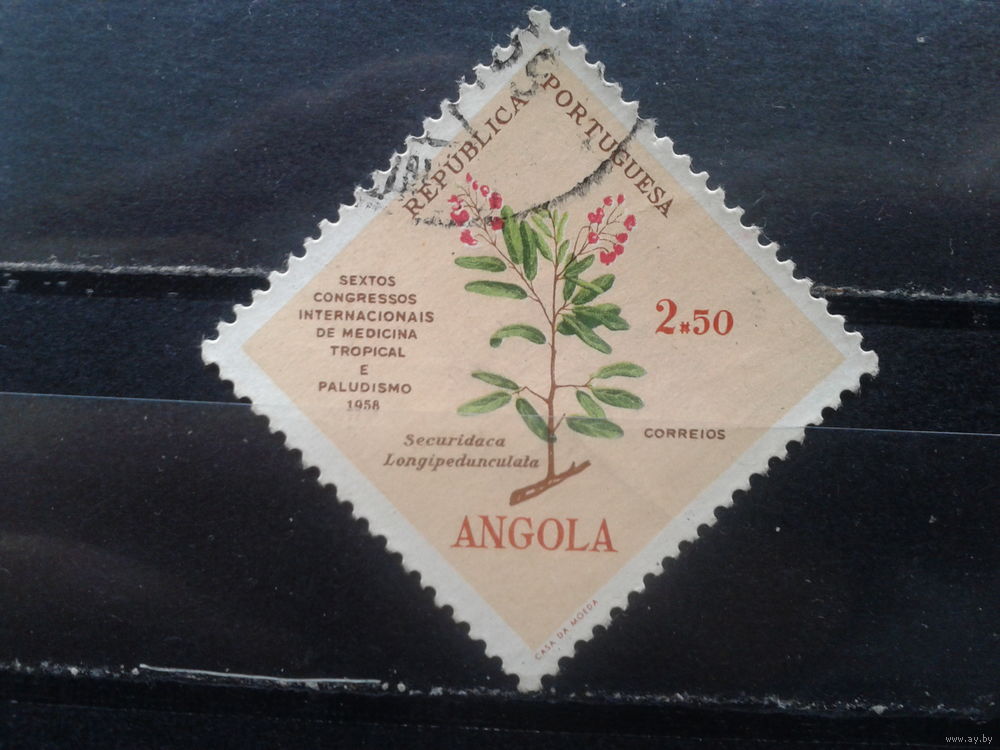 REPÚBLICA PORTUGUESA
SEXTOS
CONGRESSOS
INTERNACIONAIS
DE MEDICINA
TROPICAL
E
PALUDISMO
1958
2$50
CORREIOS
Securidaca
Longipedunculata
ANGOLA
CASA DA MOEDA
www.ay.by